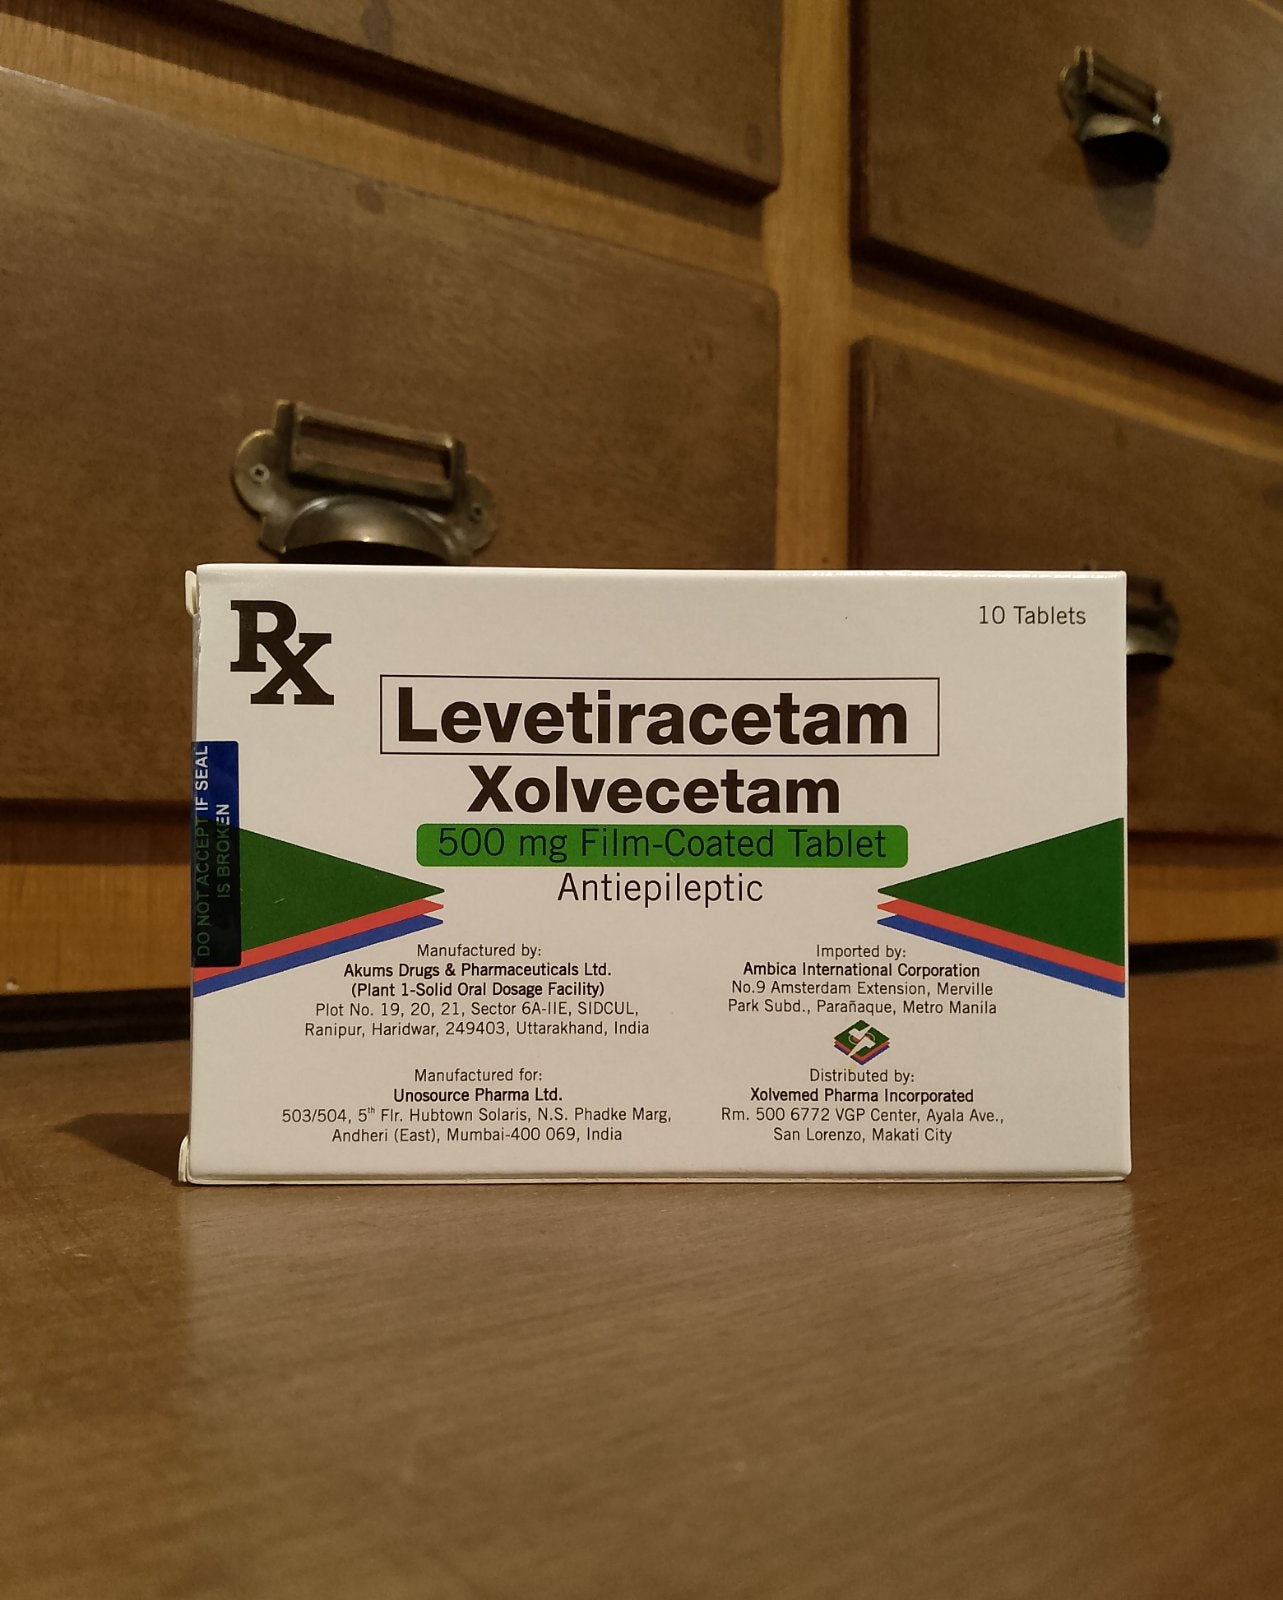 Rx
10 Tablets
Levetiracetam
Xolvecetam
500 mg Film-Coated Tablet
Antiepileptic
DO NOT ACCEPT IF SEAL
IS BROKEN
Manufactured by:
Akums Drugs & Pharmaceuticals Ltd.
(Plant 1-Solid Oral Dosage Facility)
Plot No. 19, 20, 21, Sector 6A-IIE, SIDCUL,
Ranipur, Haridwar, 249403, Uttarakhand, India
Manufactured for:
Unosource Pharma Ltd.
503/504, 5th Flr. Hubtown Solaris, N.S. Phadke Marg,
Andheri (East), Mumbai-400 069, India
Imported by:
Ambica International Corporation
No.9 Amsterdam Extension, Merville
Park Subd., Parañaque, Metro Manila
Distributed by:
Xolvemed Pharma Incorporated
Rm. 500 6772 VGP Center, Ayala Ave.,
San Lorenzo, Makati City